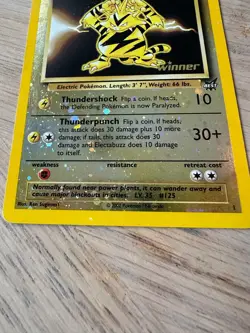 winner
BEST
Electric Pokémon. Length: 3' 7", Weight: 66 lbs.
Thundershock Flip a coin. If heads,
the Defending Pokémon is now Paralyzed.
10
Thunderpunch Flip a coin. If heads;
this attack does 30 damage plus 10 more
damage; if tails, this attack does 30
damage and Electabuzz does 10 damage
to itself.
30+
weakness
resistance
retreat cost
Normally found near power plants, it can wander away and
cause major blackouts in cities. LV. 35 #125
Illus. Ken Sugimori